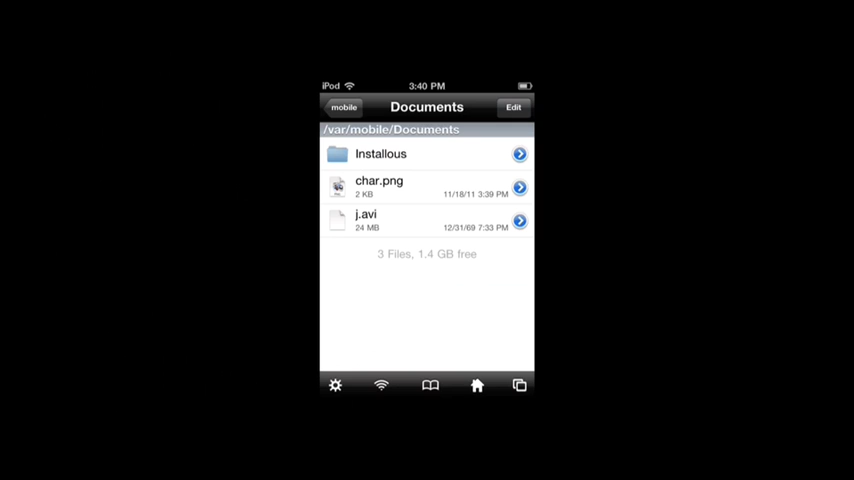 iPod 3:40 PM
mobile Documents Edit
/var/mobile/Documents
Installous
char.png
2 KB 11/18/11 3:39 PM
j.avi
24 MB 12/31/69 7:33 PM
3 Files, 1.4 GB free